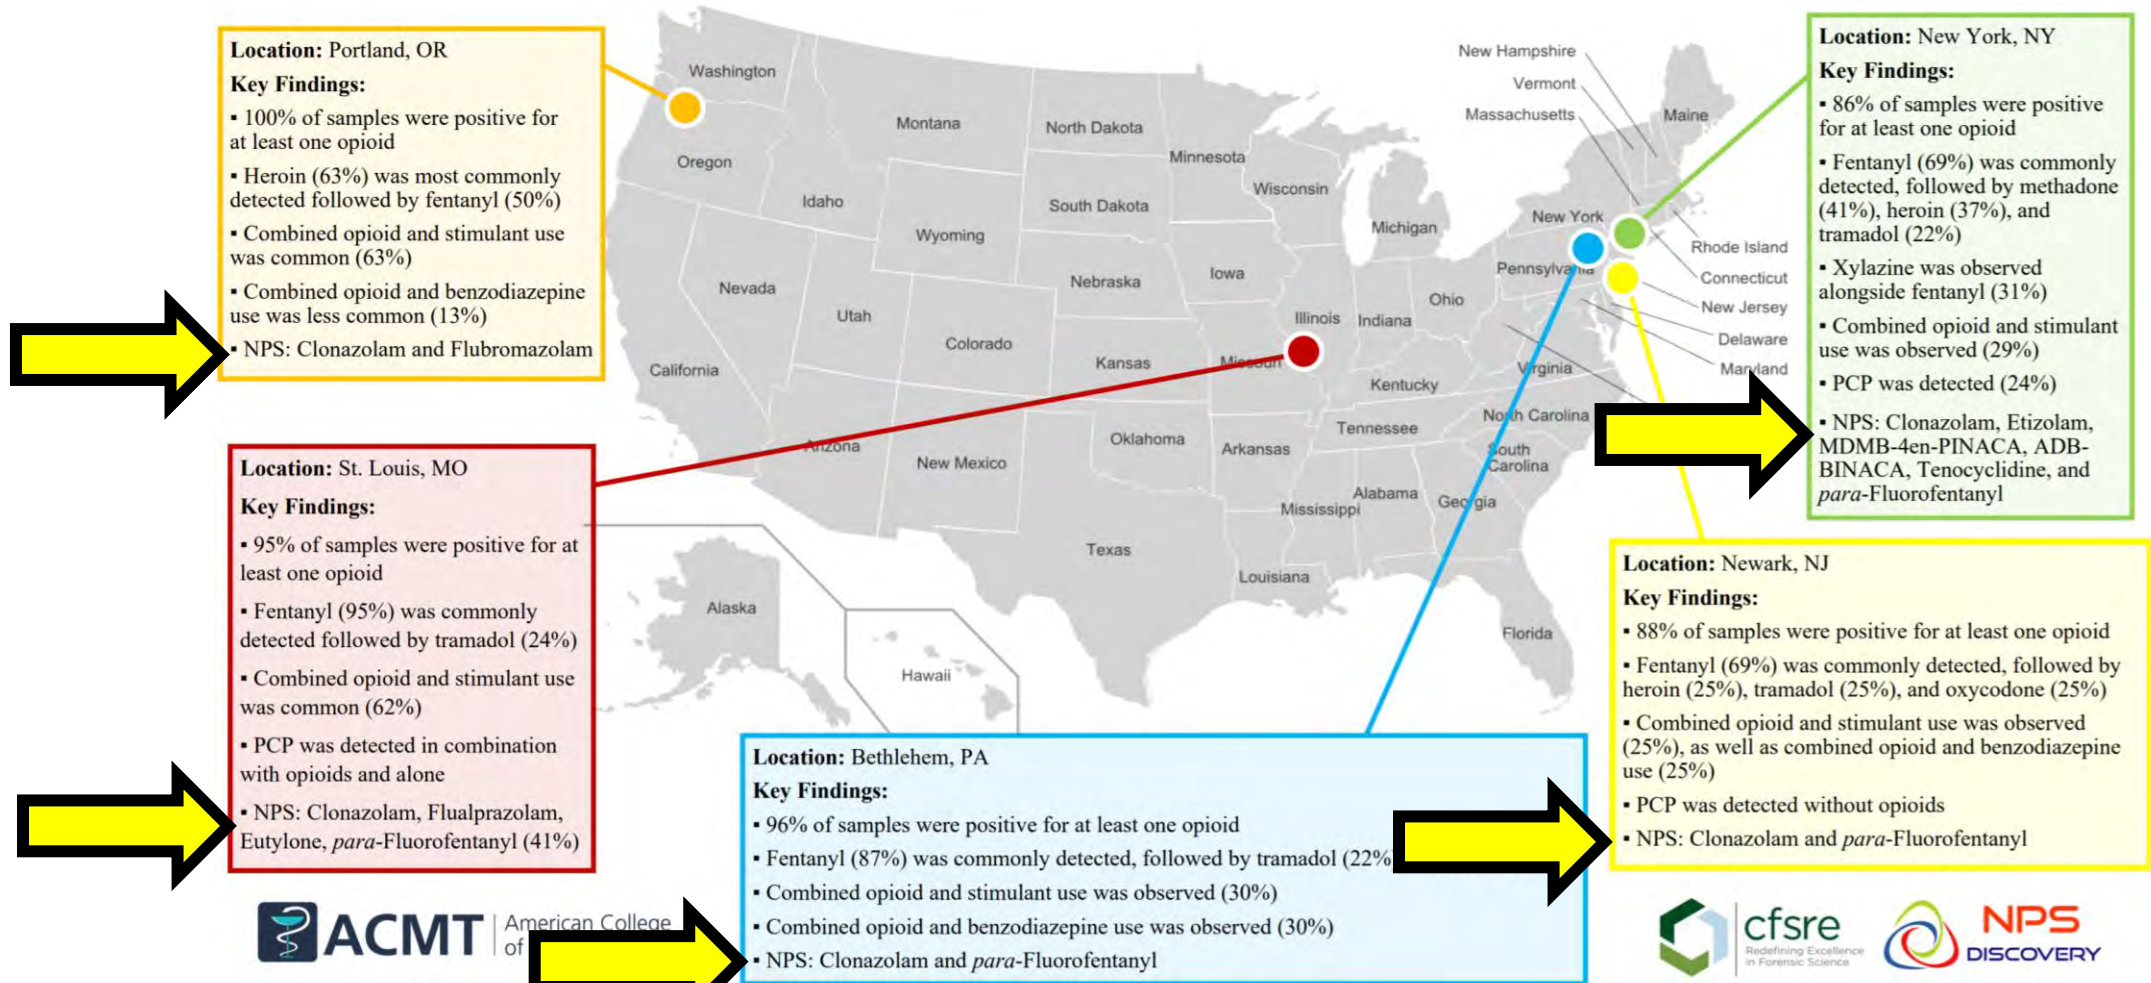 Location: Portland, OR
Key Findings:
▪ 100% of samples were positive for
at least one opioid
▪ Heroin (63%) was most commonly
detected followed by fentanyl (50%)
▪ Combined opioid and stimulant use
was common (63%)
▪ Combined opioid and benzodiazepine
use was less common (13%)
▪ NPS: Clonazolam and Flubromazolam
Location: St. Louis, MO
Key Findings:
▪ 95% of samples were positive for at
least one opioid
▪ Fentanyl (95%) was commonly
detected followed by tramadol (24%)
▪ Combined opioid and stimulant use
was common (62%)
▪ PCP was detected in combination
with opioids and alone
▪ NPS: Clonazolam, Flualprazolam,
Eutylone, para-Fluorofentanyl (41%)
Washington
Oregon
California
Nevada
Idaho
Montana
Wyoming
Utah
Arizona
Colorado
New Mexico
North Dakota
South Dakota
Nebraska
Kansas
Oklahoma
Texas
Minnesota
Iowa
Missouri
Arkansas
Louisiana
Wisconsin
Illinois
Michigan
Indiana
Ohio
Kentucky
Tennessee
Mississippi
Alabama
Georgia
Florida
South
Carolina
North Carolina
Virginia
Pennsylvania
New York
New Hampshire
Vermont
Massachusetts
Maine
Rhode Island
Connecticut
New Jersey
Delaware
Maryland
Alaska
Hawaii
Location: New York, NY
Key Findings:
▪ 86% of samples were positive
for at least one opioid
▪ Fentanyl (69%) was commonly
detected, followed by methadone
(41%), heroin (37%), and
tramadol (22%)
▪ Xylazine was observed
alongside fentanyl (31%)
▪ Combined opioid and stimulant
use was observed (29%)
▪ PCP was detected (24%)
▪ NPS: Clonazolam, Etizolam,
MDMB-4en-PINACA, ADB-
BINACA, Tenocyclidine, and
para-Fluorofentanyl
Location: Newark, NJ
Key Findings:
▪ 88% of samples were positive for at least one opioid
▪ Fentanyl (69%) was commonly detected, followed by
heroin (25%), tramadol (25%), and oxycodone (25%)
▪ Combined opioid and stimulant use was observed
(25%), as well as combined opioid and benzodiazepine
use (25%)
▪ PCP was detected without opioids
▪ NPS: Clonazolam and para-Fluorofentanyl
Location: Bethlehem, PA
Key Findings:
▪ 96% of samples were positive for at least one opioid
▪ Fentanyl (87%) was commonly detected, followed by tramadol (22%
▪ Combined opioid and stimulant use was observed (30%)
▪ Combined opioid and benzodiazepine use was observed (30%)
▪ NPS: Clonazolam and para-Fluorofentanyl
ACMT
American College
of
cfsre
Redefining Excellence
in Forensic Science
NPS
DISCOVERY